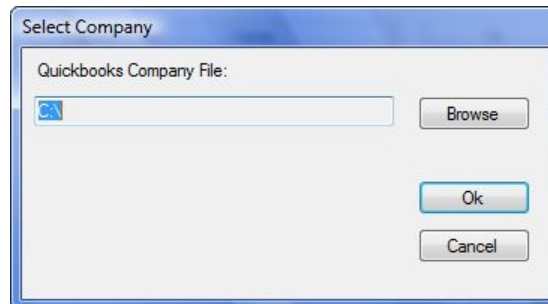 Select Company
Quickbooks Company File:
C:\
Browse
Ok
Cancel